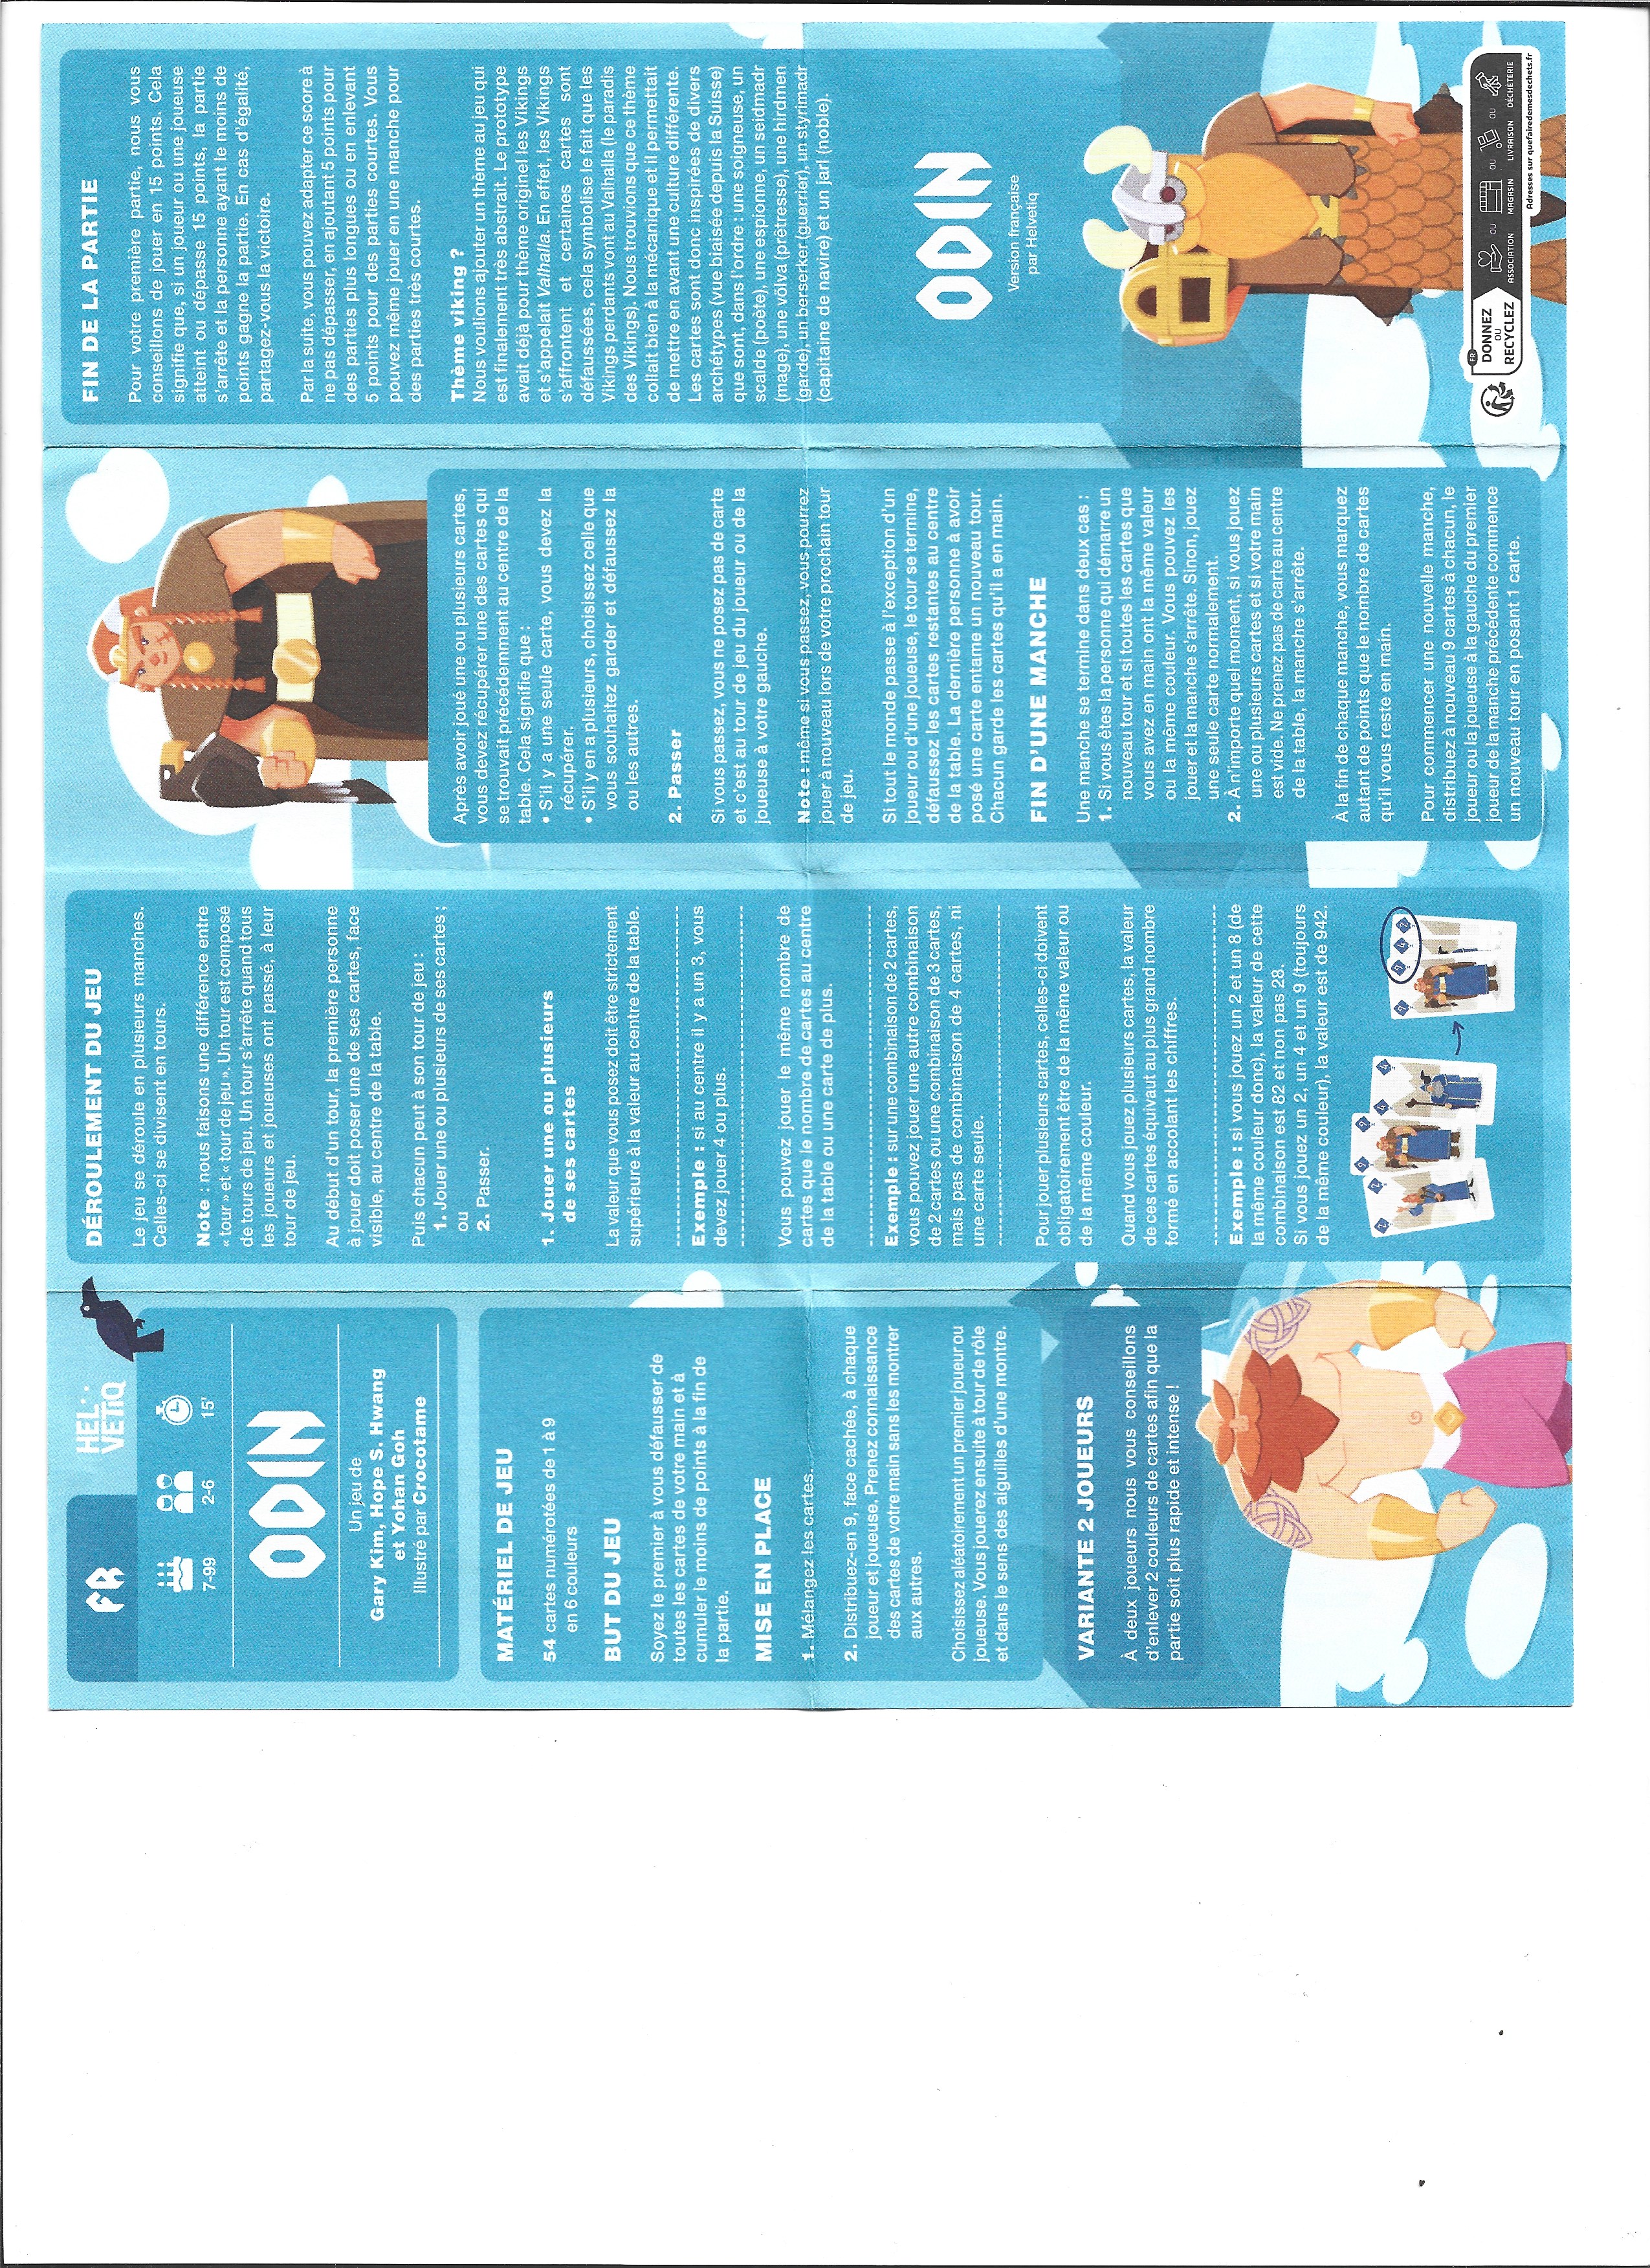 FR
HEL
VETIQ
7-99
2-6
15'
ODIN
Un jeu de
Gary Kim, Hope S. Hwang
et Yohan Goh
Illustré par Crocotame
MATÉRIEL DE JEU
54 cartes numérotées de 1 à 9
en 6 couleurs
BUT DU JEU
Soyez le premier à vous défausser de
toutes les cartes de votre main et à
cumuler le moins de points à la fin de
la partie.
MISE EN PLACE
1. Mélangez les cartes.
2. Distribuez-en 9, face cachée, à chaque
joueur et joueuse. Prenez connaissance
des cartes de votre main sans les montrer
aux autres.
Choisissez aléatoirement un premier joueur ou
joueuse. Vous jouerez ensuite à tour de rôle
et dans le sens des aiguilles d'une montre.
VARIANTE 2 JOUEURS
À deux joueurs nous vous conseillons
d'enlever 2 couleurs de cartes afin que la
partie soit plus rapide et intense !
DÉROULEMENT DU JEU
Le jeu se déroule en plusieurs manches.
Celles-ci se divisent en tours.
Note : nous faisons une différence entre
« tour » et « tour de jeu ». Un tour est composé
de tours de jeu. Un tour s'arrête quand tous
les joueurs et joueuses ont passé, à leur
tour de jeu.
Au début d'un tour, la première personne
à jouer doit poser une de ses cartes, face
visible, au centre de la table.
Puis chacun peut à son tour de jeu :
1. Jouer une ou plusieurs de ses cartes ;
ou
2. Passer.
1. Jouer une ou plusieurs
de ses cartes
La valeur que vous posez doit être strictement
supérieure à la valeur au centre de la table.
Exemple : si au centre il y a un 3, vous
devez jouer 4 ou plus.
Vous pouvez jouer le même nombre de
cartes que le nombre de cartes au centre
de la table ou une carte de plus.
Exemple : sur une combinaison de 2 cartes,
vous pouvez jouer une autre combinaison
de 2 cartes ou une combinaison de 3 cartes,
mais pas de combinaison de 4 cartes, ni
une carte seule.
Pour jouer plusieurs cartes, celles-ci doivent
obligatoirement être de la même valeur ou
de la même couleur.
Quand vous jouez plusieurs cartes, la valeur
de ces cartes équivaut au plus grand nombre
formé en accolant les chiffres.
Exemple : si vous jouez un 2 et un 8 (de
la même couleur donc), la valeur de cette
combinaison est 82 et non pas 28.
Si vous jouez un 2, un 4 et un 9 (toujours
de la même couleur), la valeur est de 942.
2 2 9 9 4 4
9 9 4 2
Après avoir joué une ou plusieurs cartes,
vous devez récupérer une des cartes qui
se trouvait précédemment au centre de la
table. Cela signifie que :
• S'il y a une seule carte, vous devez la
récupérer.
• S'il y en a plusieurs, choisissez celle que
vous souhaitez garder et défaussez la
ou les autres.
2. Passer
Si vous passez, vous ne posez pas de carte
et c'est au tour de jeu du joueur ou de la
joueuse à votre gauche.
Note : même si vous passez, vous pourrez
jouer à nouveau lors de votre prochain tour
de jeu.
Si tout le monde passe à l'exception d'un
joueur ou d'une joueuse, le tour se termine,
défaussez les cartes restantes au centre
de la table. La dernière personne à avoir
posé une carte entame un nouveau tour.
Chacun garde les cartes qu'il a en main.
FIN D'UNE MANCHE
Une manche se termine dans deux cas :
1. Si vous êtes la personne qui démarre un
nouveau tour et si toutes les cartes que
vous avez en main ont la même valeur
ou la même couleur. Vous pouvez les
jouer et la manche s'arrête. Sinon, jouez
une seule carte normalement.
2. À n'importe quel moment, si vous jouez
une ou plusieurs cartes et si votre main
est vide. Ne prenez pas de carte au centre
de la table, la manche s'arrête.
À la fin de chaque manche, vous marquez
autant de points que le nombre de cartes
qu'il vous reste en main.
Pour commencer une nouvelle manche,
distribuez à nouveau 9 cartes à chacun, le
joueur ou la joueuse à la gauche du premier
joueur de la manche précédente commence
un nouveau tour en posant 1 carte.
FIN DE LA PARTIE
Pour votre première partie, nous vous
conseillons de jouer en 15 points. Cela
signifie que, si un joueur ou une joueuse
atteint ou dépasse 15 points, la partie
s'arrête et la personne ayant le moins de
points gagne la partie. En cas d'égalité,
partagez-vous la victoire.
Par la suite, vous pouvez adapter ce score à
ne pas dépasser, en ajoutant 5 points pour
des parties plus longues ou en enlevant
5 points pour des parties courtes. Vous
pouvez même jouer en une manche pour
des parties très courtes.
Thème viking ?
Nous voulions ajouter un thème au jeu qui
est finalement très abstrait. Le prototype
avait déjà pour thème originel les Vikings
et s'appelait Valhalla. En effet, les Vikings
s'affrontent et certaines cartes sont
défaussées, cela symbolise le fait que les
Vikings perdants vont au Valhalla (le paradis
des Vikings). Nous trouvions que ce thème
collait bien à la mécanique et il permettait
de mettre en avant une culture différente.
Les cartes sont donc inspirées de divers
archétypes (vue biaisée depuis la Suisse)
que sont, dans l'ordre : une soigneuse, un
scalde (poète), une espionne, un seidmadr
(mage), une völva (prêtresse), une hirdmen
(garde), un berserker (guerrier), un styrimadr
(capitaine de navire) et un jarl (noble).
ODIN
Version française
par Helvetiq
FR
DONNEZ
OU
RECYCLEZ
ASSOCIATION
OU
MAGASIN
OU
LIVRAISON
OU
DÉCHÈTERIE
Adresses sur quefairedemesdechets.fr